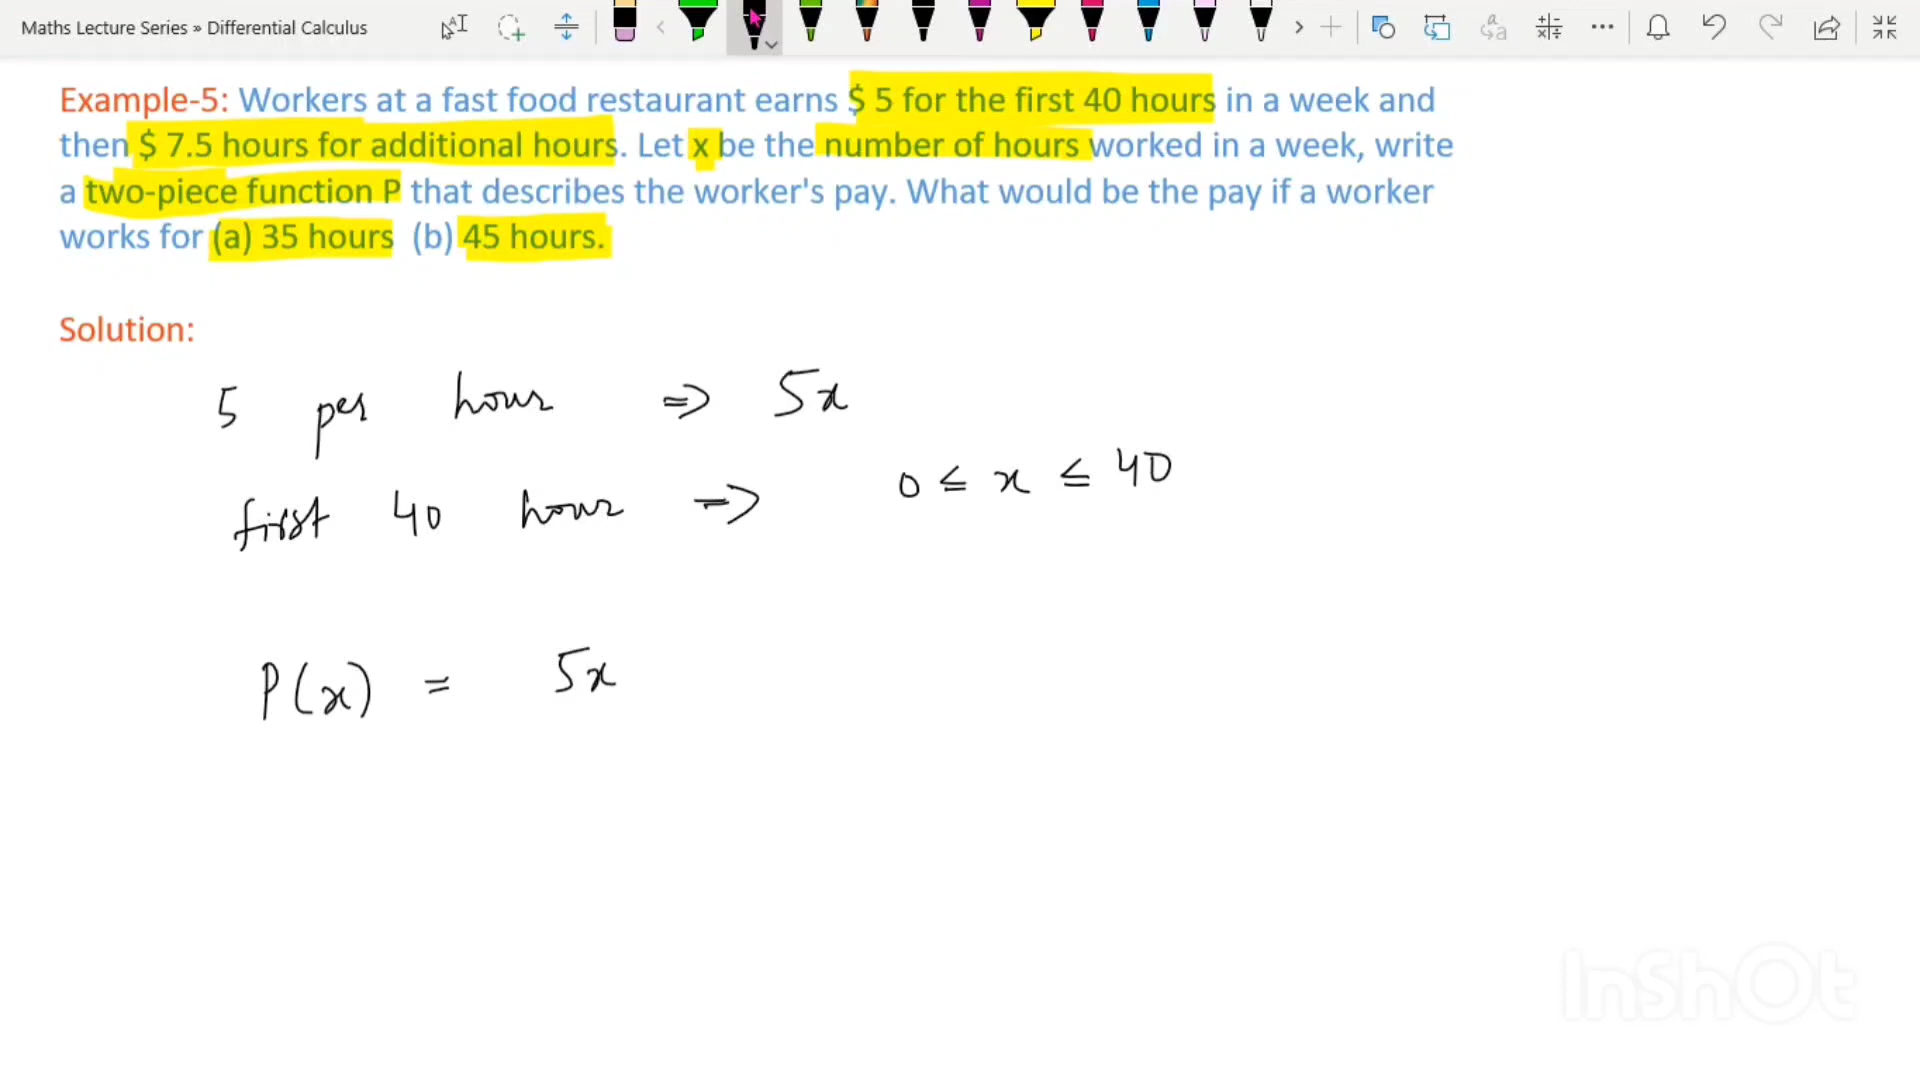 Maths Lecture Series » Differential Calculus
Example-5: Workers at a fast food restaurant earns $ 5 for the first 40 hours in a week and
then $ 7.5 hours for additional hours. Let x be the number of hours worked in a week, write
a two-piece function P that describes the worker's pay. What would be the pay if a worker
works for (a) 35 hours (b) 45 hours.
Solution:
5 per hour => 5x
first 40 hour => 0 ≤ x ≤ 40
P(x) = 5x
InShOt